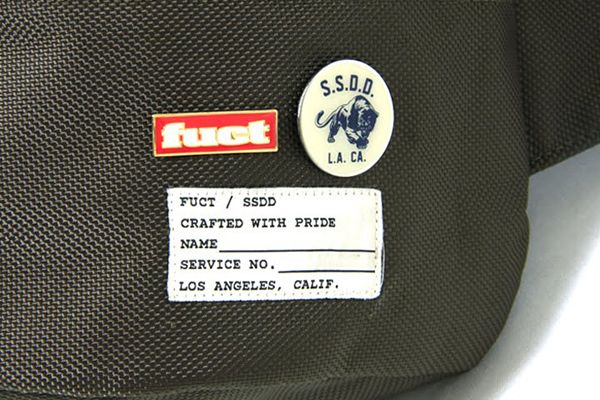 fuct
S.S.D.D.
L.A. CA.
FUCT / SSDD
CRAFTED WITH PRIDE
NAME
SERVICE NO.
LOS ANGELES, CALIF.